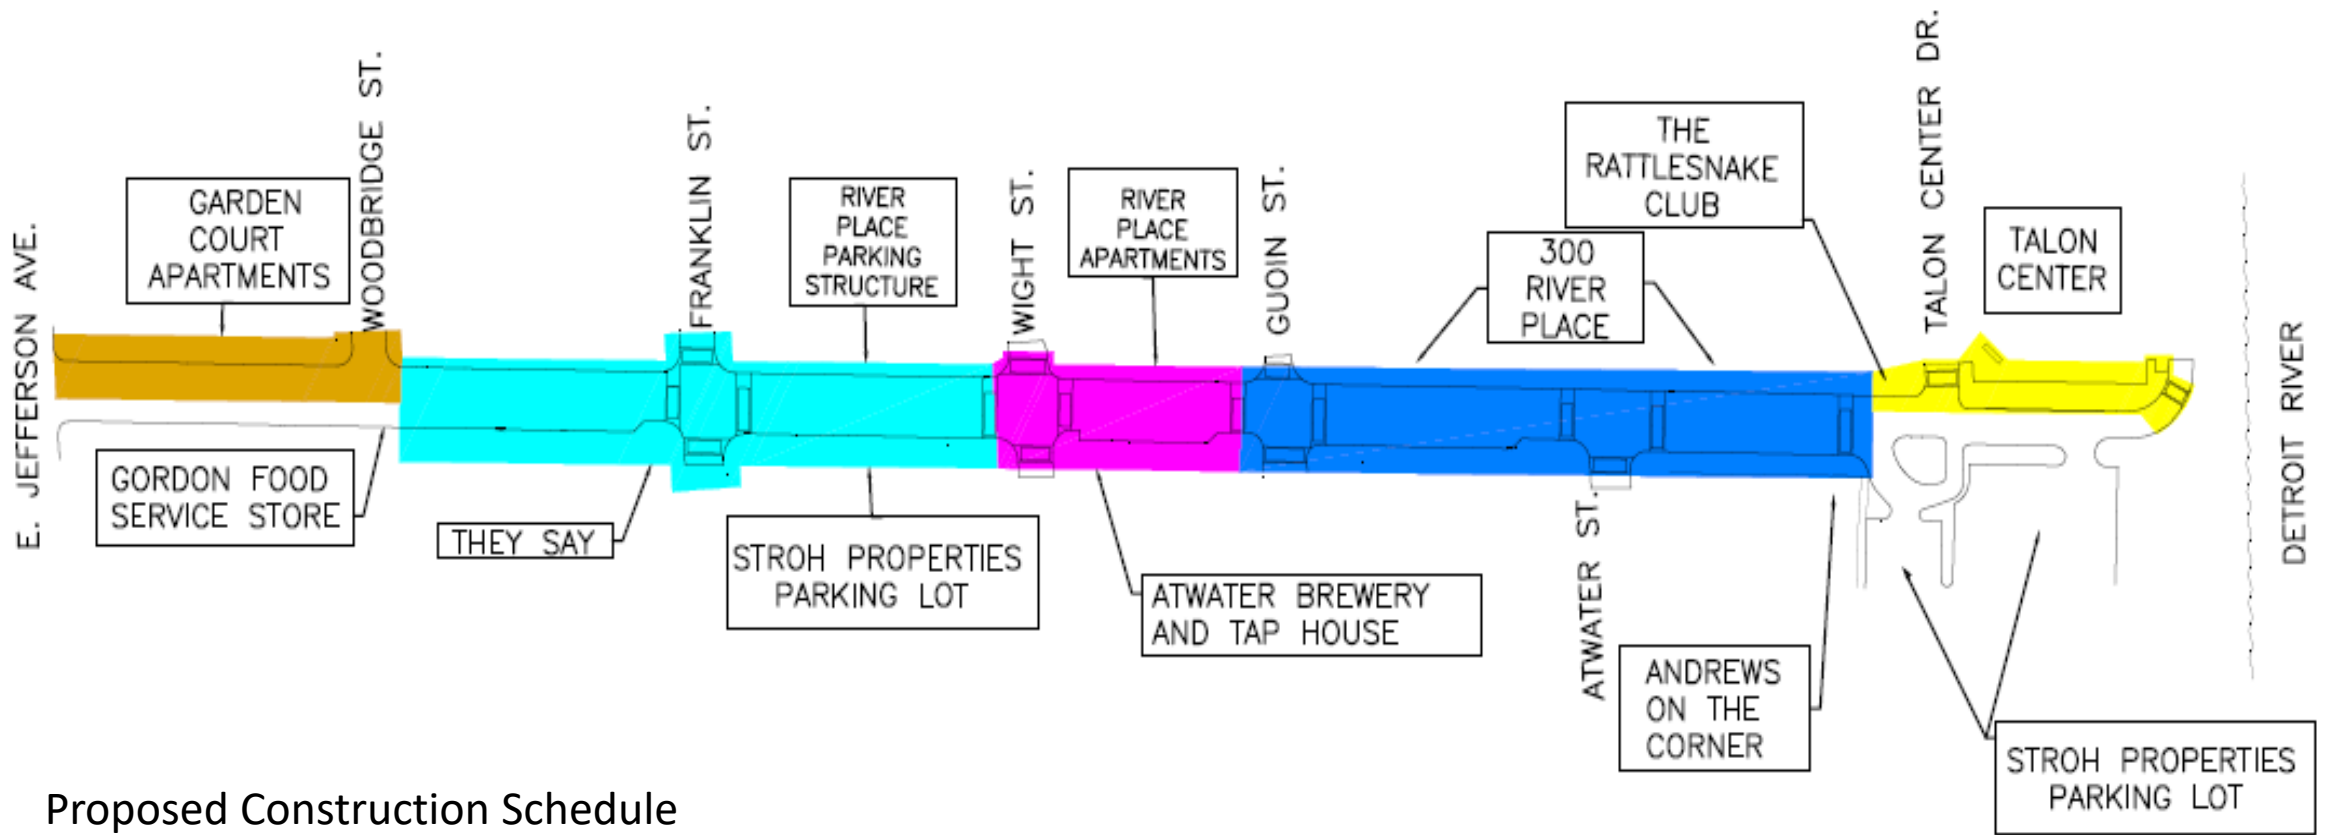 E. JEFFERSON AVE.
GARDEN
COURT
APARTMENTS
WOODBRIDGE ST.
GORDON FOOD
SERVICE STORE
THEY SAY
FRANKLIN ST.
RIVER
PLACE
PARKING
STRUCTURE
STROH PROPERTIES
PARKING LOT
WIGHT ST.
RIVER
PLACE
APARTMENTS
ATWATER BREWERY
AND TAP HOUSE
GUOIN ST.
300
RIVER
PLACE
THE
RATTLESNAKE
CLUB
ATWATER ST.
ANDREWS
ON THE
CORNER
TALON CENTER DR.
TALON
CENTER
STROH PROPERTIES
PARKING LOT
DETROIT RIVER
Proposed Construction Schedule